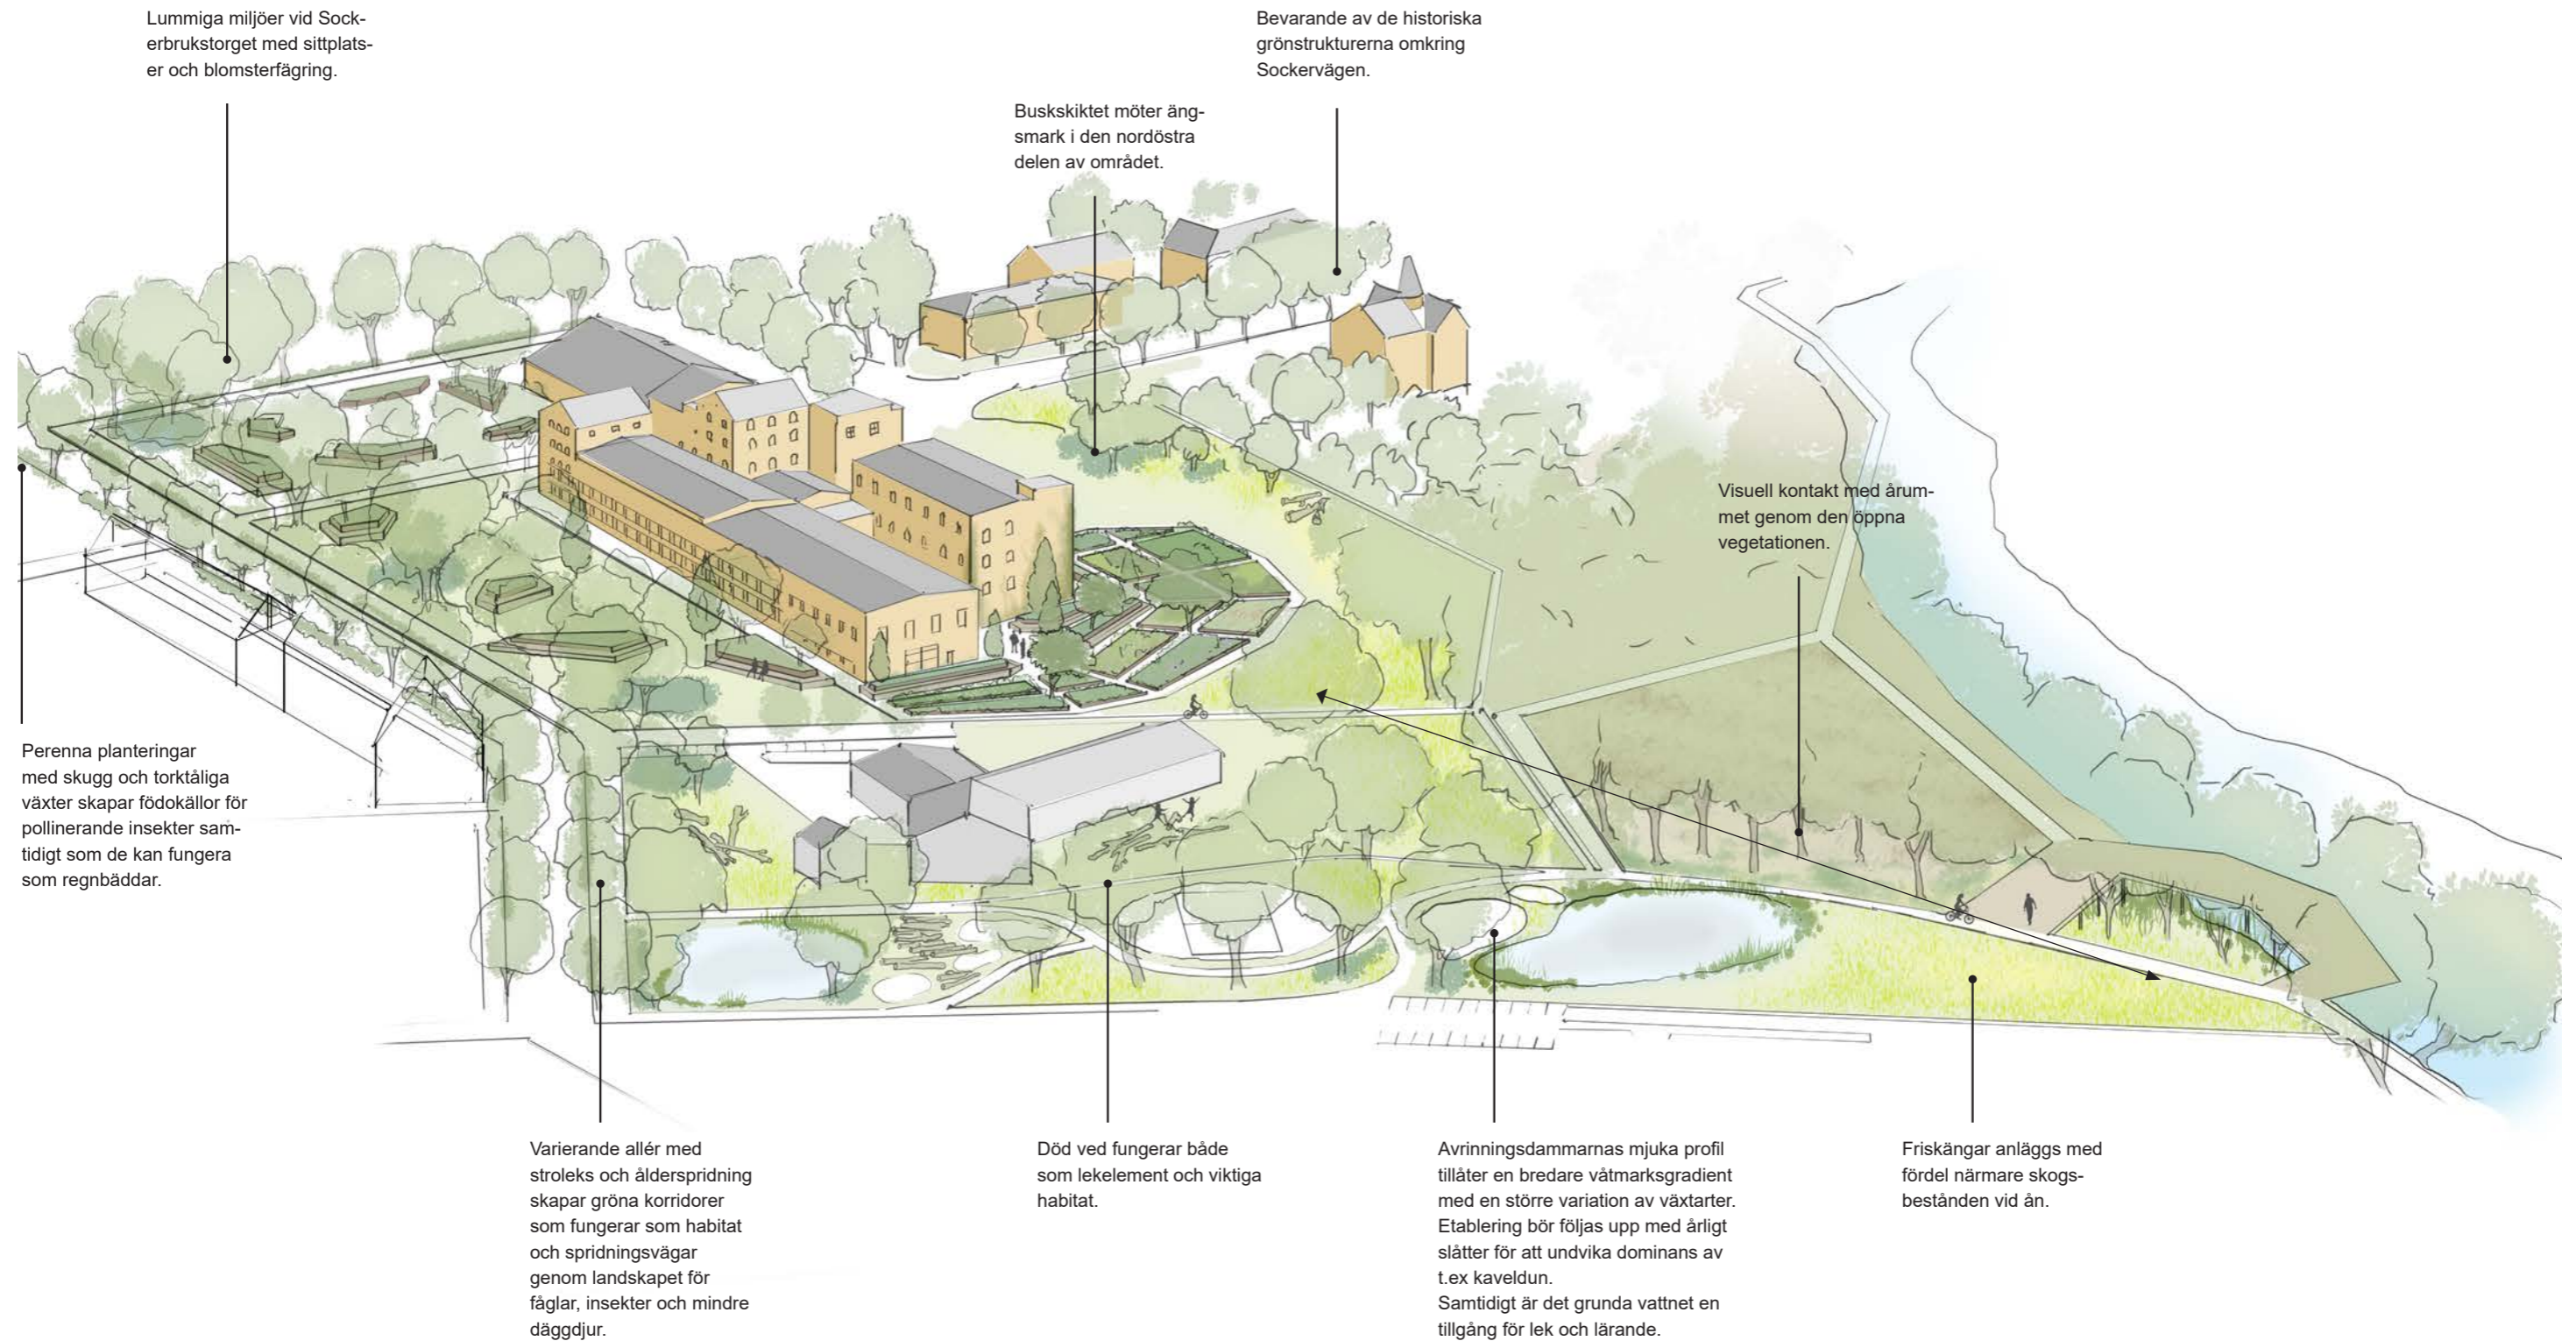 Lummiga miljöer vid Sock-
erbrukstorget med sittplats-
er och blomsterfägring.
Bevarande av de historiska
grönstrukturerna omkring
Sockervägen.
Buskskiktet möter äng-
smark i den nordöstra
delen av området.
Visuell kontakt med årum-
met genom den öppna
vegetationen.
Perenna planteringar
med skugg och torktåliga
växter skapar födokällor för
pollinerande insekter sam-
tidigt som de kan fungera
som regnbäddar.
Varierande allér med
stroleks och ålderspridning
skapar gröna korridorer
som fungerar som habitat
och spridningsvägar
genom landskapet för
fåglar, insekter och mindre
däggdjur.
Död ved fungerar både
som lekelement och viktiga
habitat.
Avrinningsdammarnas mjuka profil
tillåter en bredare våtmarksgradient
med en större variation av växtarter.
Etablering bör följas upp med årligt
slåtter för att undvika dominans av
t.ex kaveldun.
Samtidigt är det grunda vattnet en
tillgång för lek och lärande.
Friskängar anläggs med
fördel närmare skogs-
bestånden vid ån.